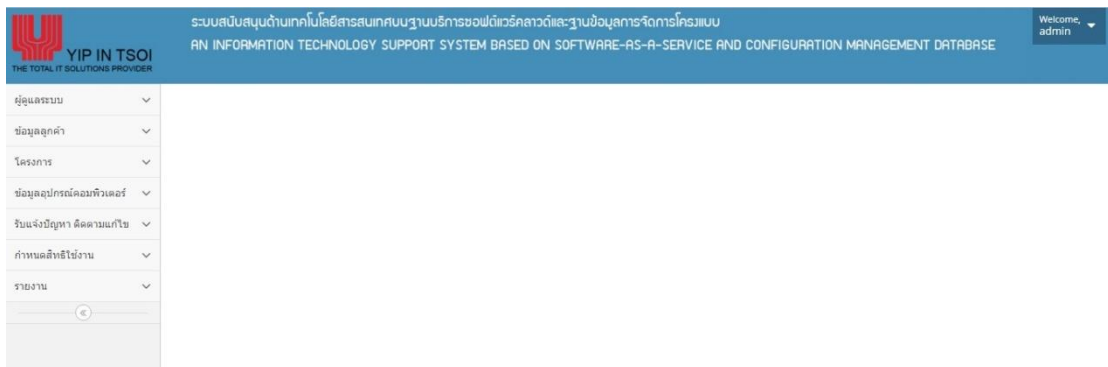 YIP IN TSOI
THE TOTAL IT SOLUTIONS PROVIDER
ระบบสนับสนุนด้านเทคโนโลยีสารสนเทศบนฐานบริการซอฟต์แวร์คลาวด์และฐานข้อมูลการจัดการโครงแบบ
AN INFORMATION TECHNOLOGY SUPPORT SYSTEM BASED ON SOFTWARE-AS-A-SERVICE AND CONFIGURATION MANAGEMENT DATABASE
Welcome,
admin
ผู้ดูแลระบบ
ข้อมูลลูกค้า
โครงการ
ข้อมูลอุปกรณ์คอมพิวเตอร์
รับแจ้งปัญหา ติดตามแก้ไข
กำหนดสิทธิใช้งาน
รายงาน